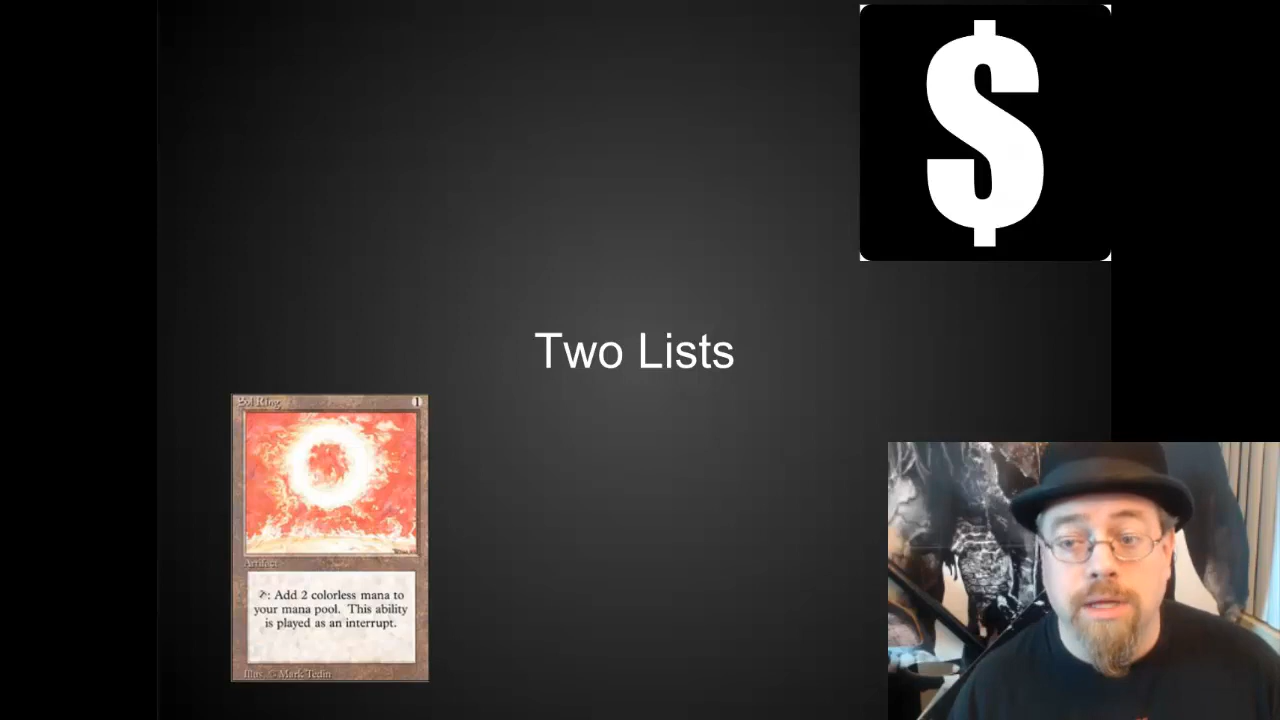 $
Two Lists
Sol Ring 1
Artifact
: Add 2 colorless mana to
your mana pool. This ability
is played as an interrupt.
Illus. © Mark Tedin